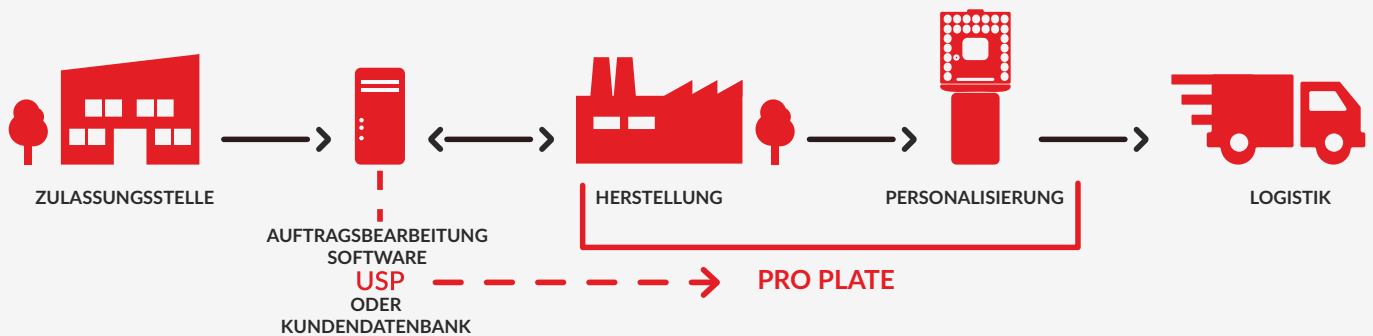 ZULASSUNGSSTELLE
HERSTELLUNG
PERSONALISIERUNG
LOGISTIK
AUFTRAGSBEARBEITUNG
SOFTWARE
USP
ODER
KUNDENDATENBANK
PRO PLATE